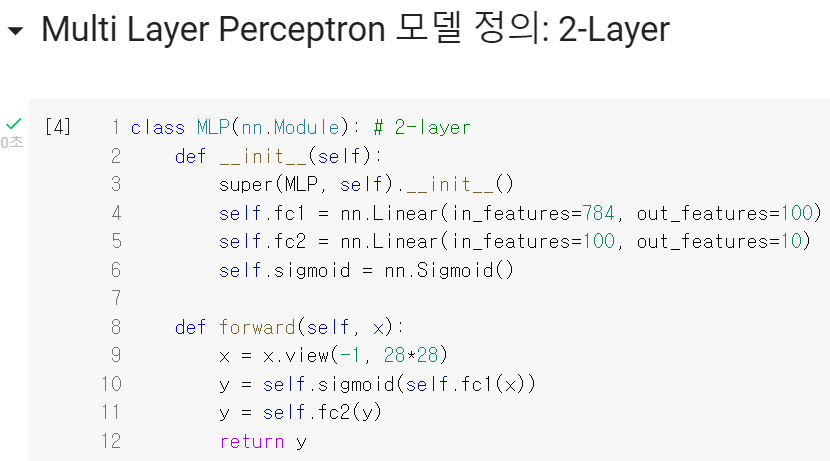 Multi Layer Perceptron 모델 정의: 2-Layer
0초
[4]
1 class MLP(nn.Module): # 2-layer
2     def __init__(self):
3         super(MLP, self).__init__()
4         self.fc1 = nn.Linear(in_features=784, out_features=100)
5         self.fc2 = nn.Linear(in_features=100, out_features=10)
6         self.sigmoid = nn.Sigmoid()
7
8     def forward(self, x):
9         x = x.view(-1, 28*28)
10         y = self.sigmoid(self.fc1(x))
11         y = self.fc2(y)
12         return y